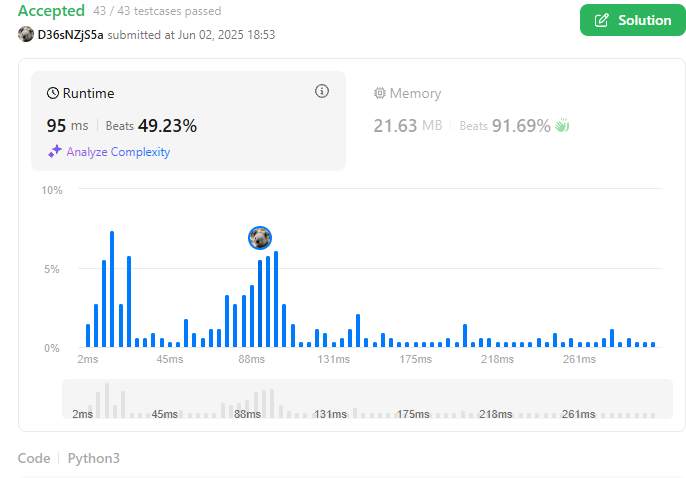 Accepted 43 / 43 testcases passed
Solution
D36sNZjS5a submitted at Jun 02, 2025 18:53
Runtime
Memory
95 ms | Beats 49.23%
21.63 MB | Beats 91.69%
Analyze Complexity
10%
5%
0%
2ms 45ms 88ms 131ms 175ms 218ms 261ms
2ms 45ms 88ms 131ms 175ms 218ms 261ms
Code | Python3